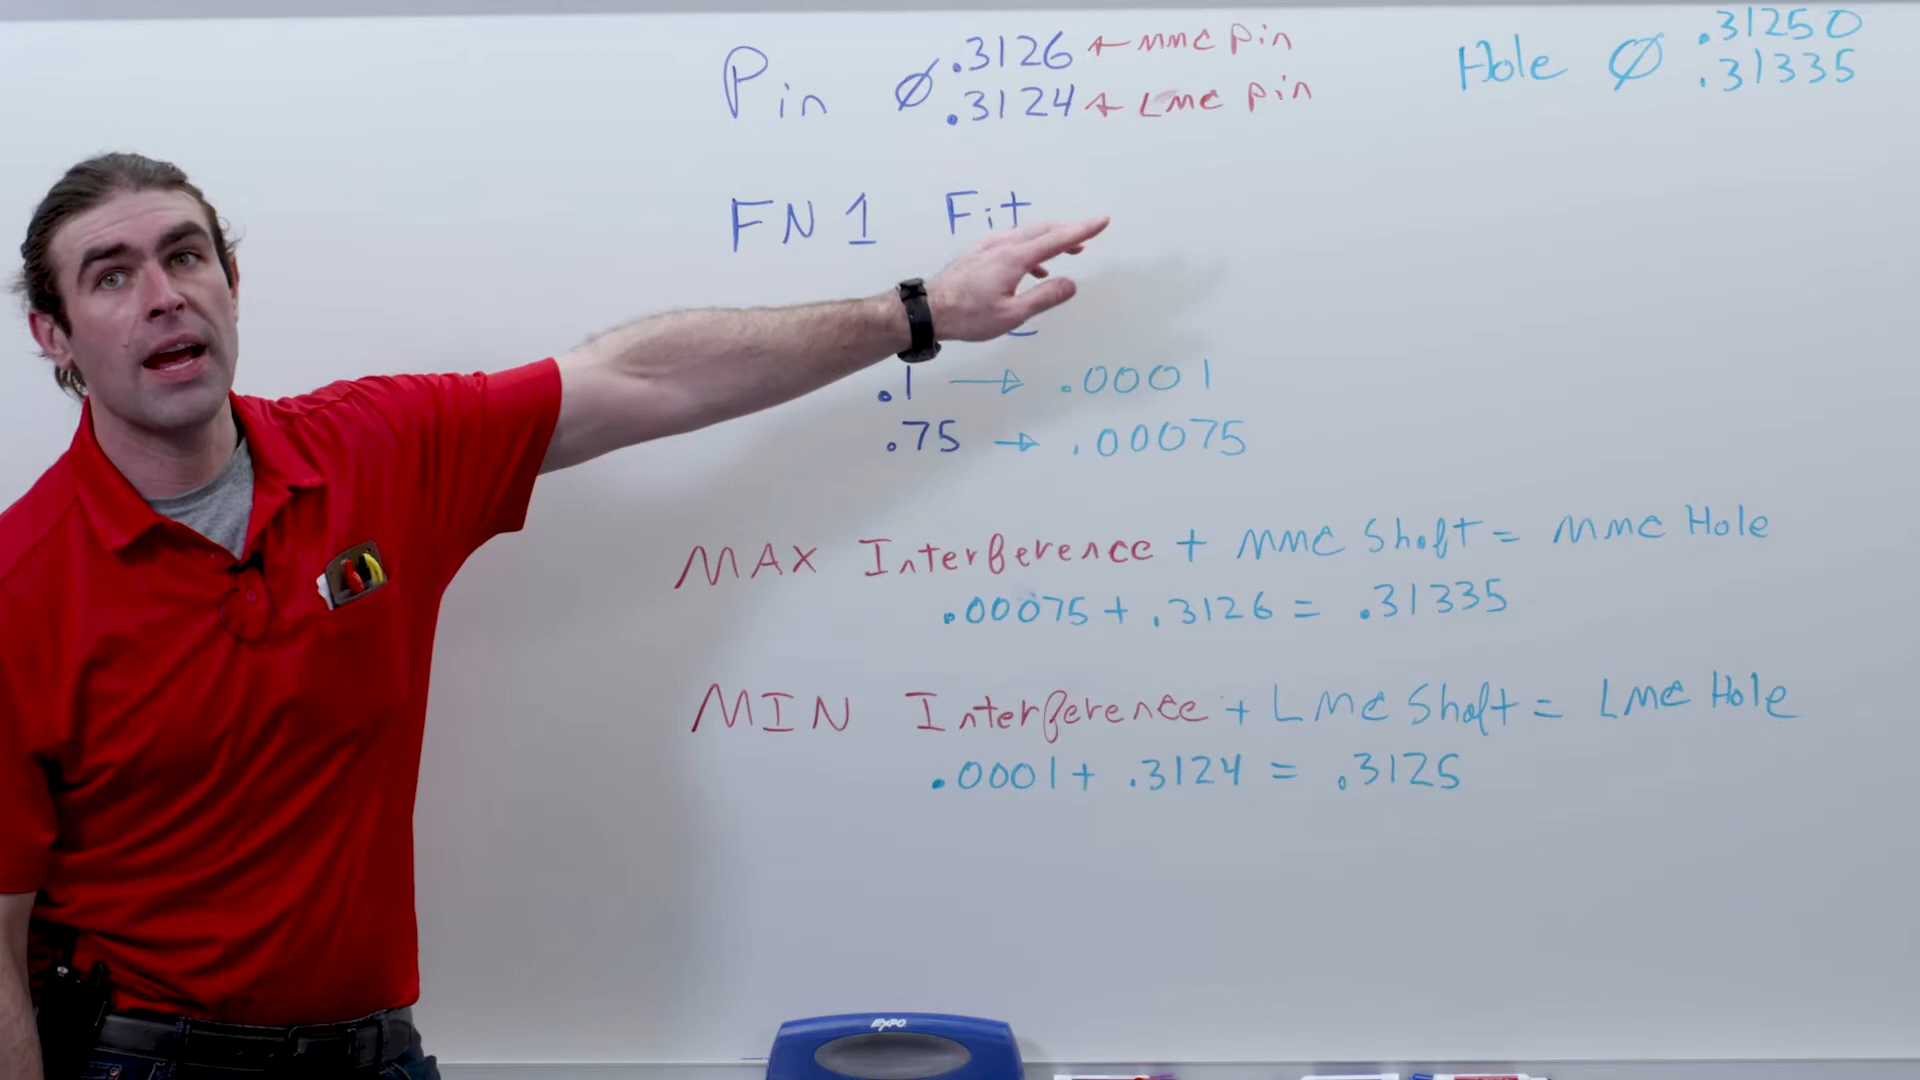 Pin Ø .3126 ← mmc pin
.3124 ← Lmc pin
Hole Ø .31250
.31335
FN 1 Fit
.1 → .0001
.75 → .00075
MAX Interference + mmc Shaft = mmc Hole
.00075 + .3126 = .31335
MIN Interference + LMC Shaft = LMC Hole
.0001 + .3124 = .3125
EXPO